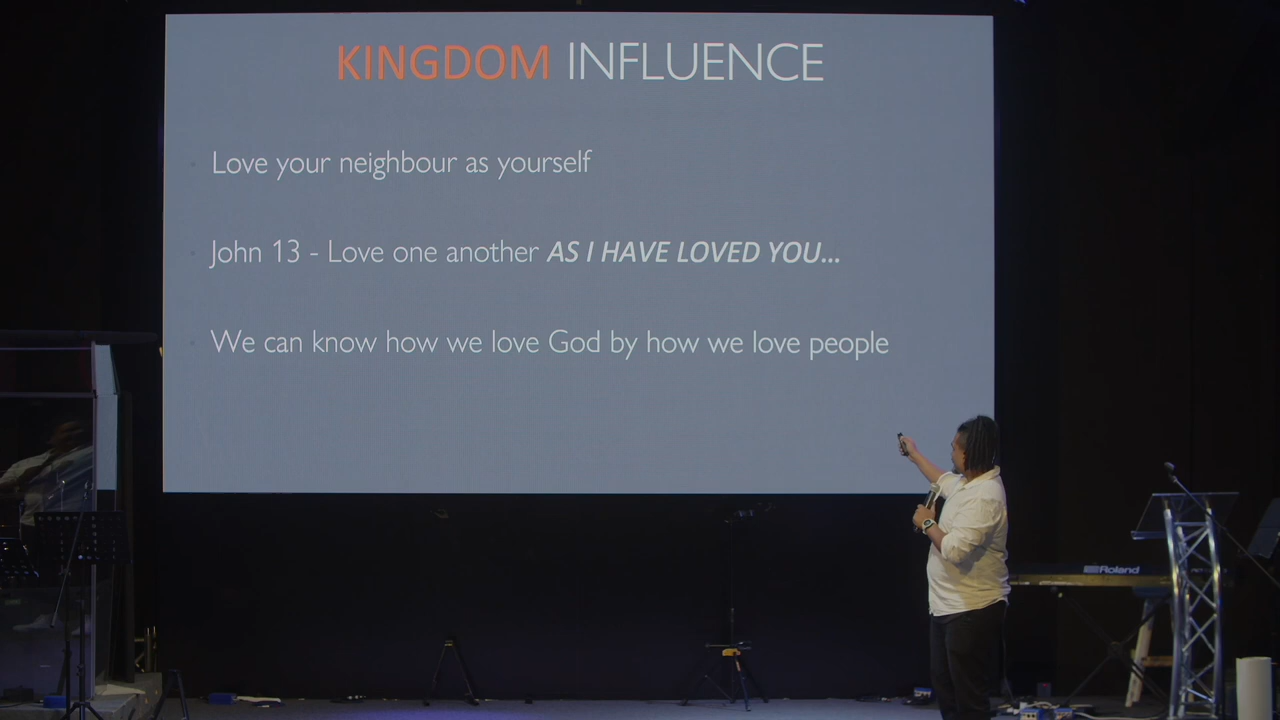 KINGDOM INFLUENCE
Love your neighbour as yourself
John 13 - Love one another AS I HAVE LOVED YOU...
We can know how we love God by how we love people
Roland